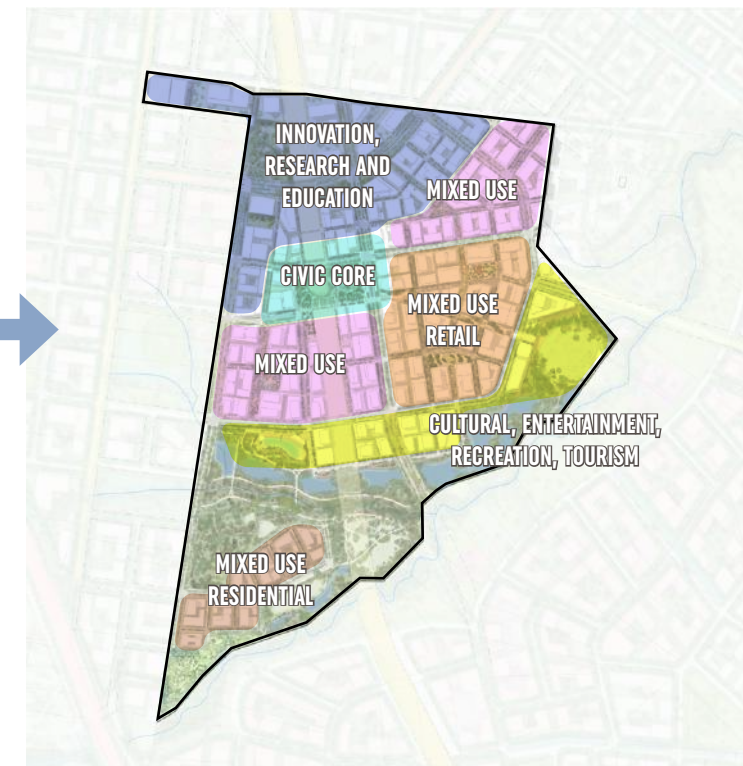 INNOVATION,
RESEARCH AND
EDUCATION
MIXED USE
CIVIC CORE
MIXED USE
RETAIL
MIXED USE
CULTURAL, ENTERTAINMENT,
RECREATION, TOURISM
MIXED USE
RESIDENTIAL